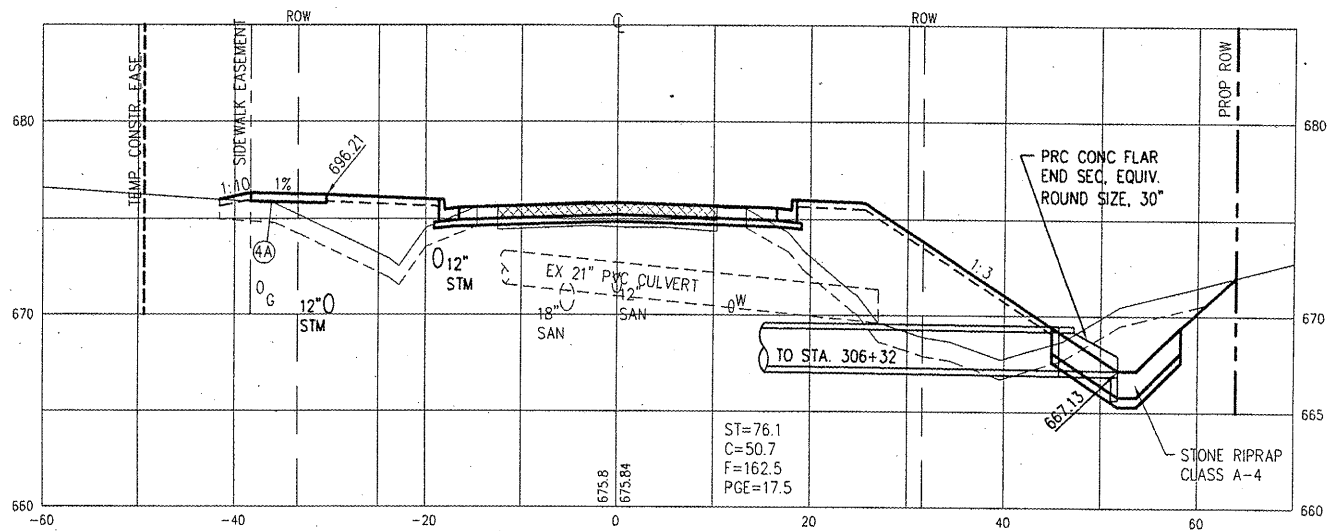 ROW
℄
ROW
TEMP. CONSTR. EASE.
SIDEWALK EASEMENT
PROP ROW
680
680
696.21
1:10
1%
PRC CONC FLAR
END SEC, EQUIV.
ROUND SIZE, 30"
4A
12"
STM
EX 21" PVC CULVERT
1:3
G
12"
STM
18"
SAN
12"
SAN
W
670
670
TO STA. 306+32
667.13
665
ST=76.1
C=50.7
F=162.5
PGE=17.5
675.8
675.84
STONE RIPRAP
CLASS A-4
660
660
-60
-40
-20
0
20
40
60